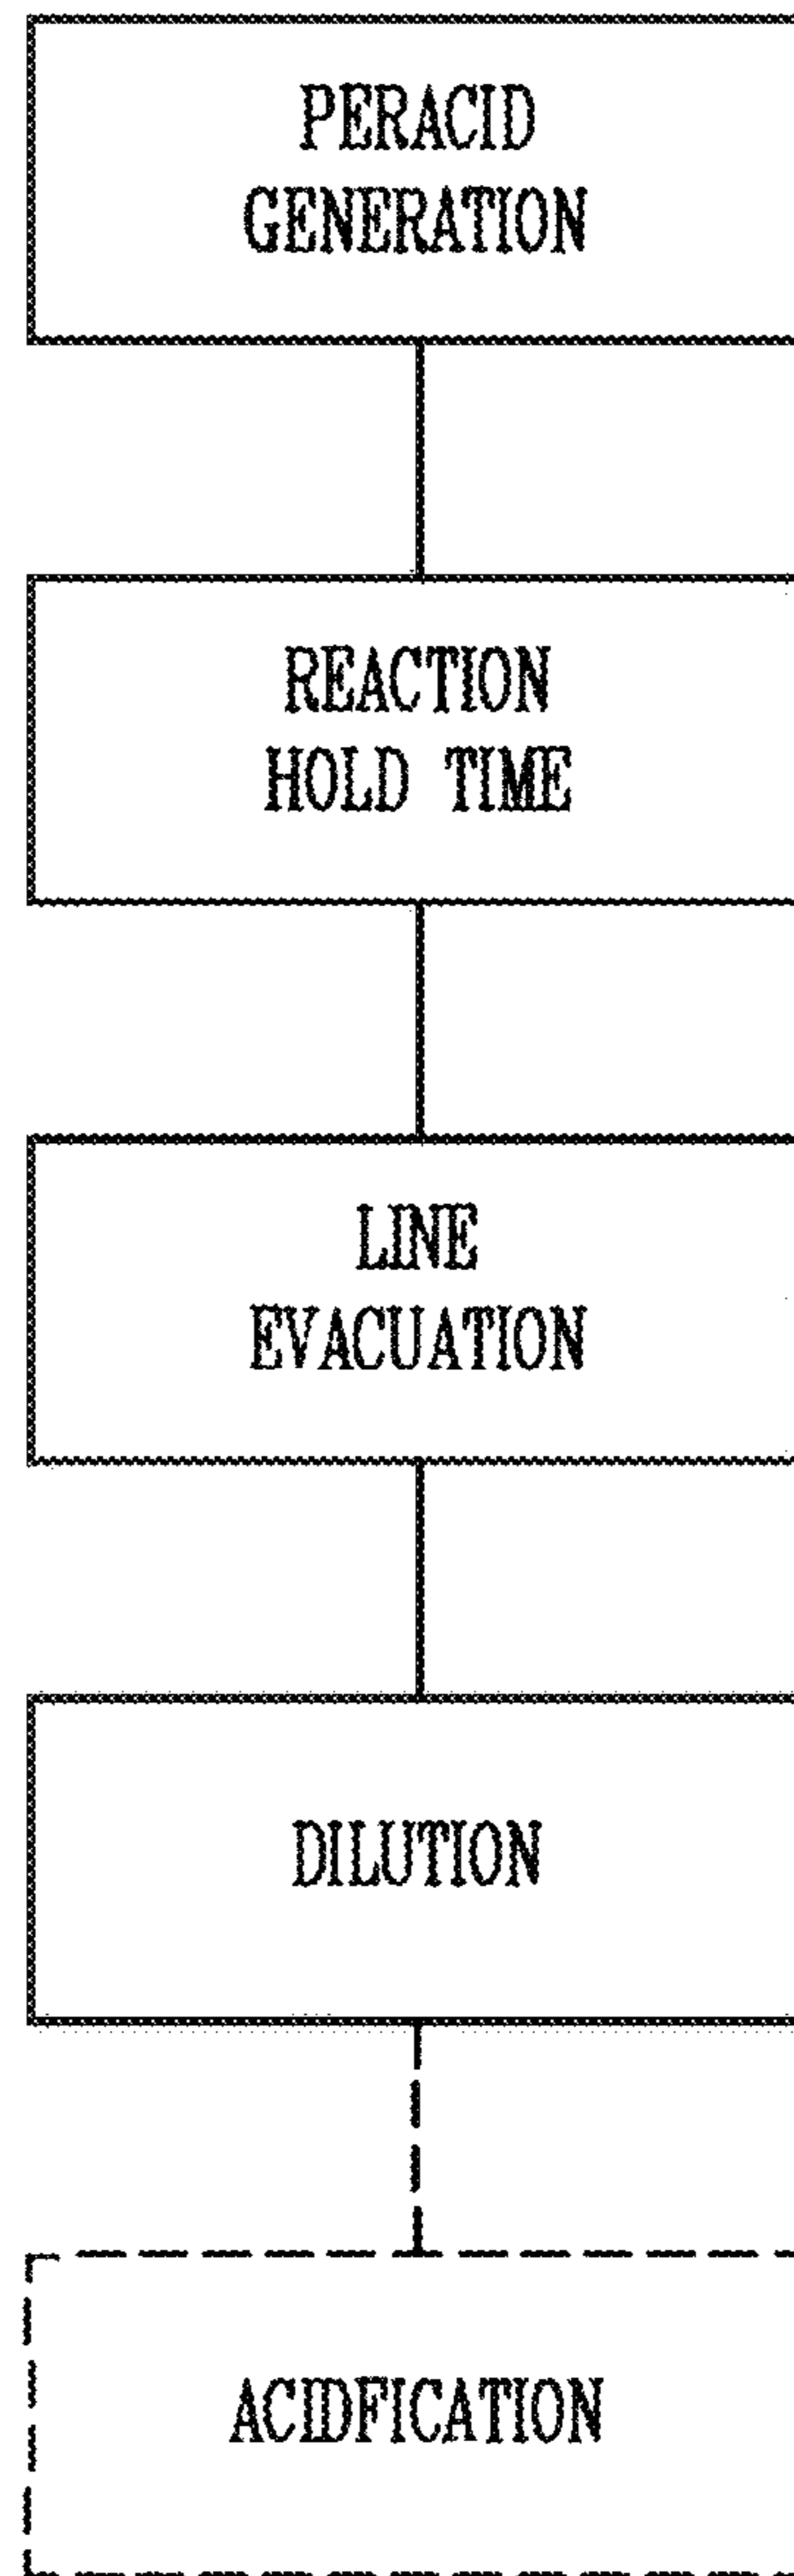 PERACID
GENERATION
REACTION
HOLD TIME
LINE
EVACUATION
DILUTION
ACIDFICATION